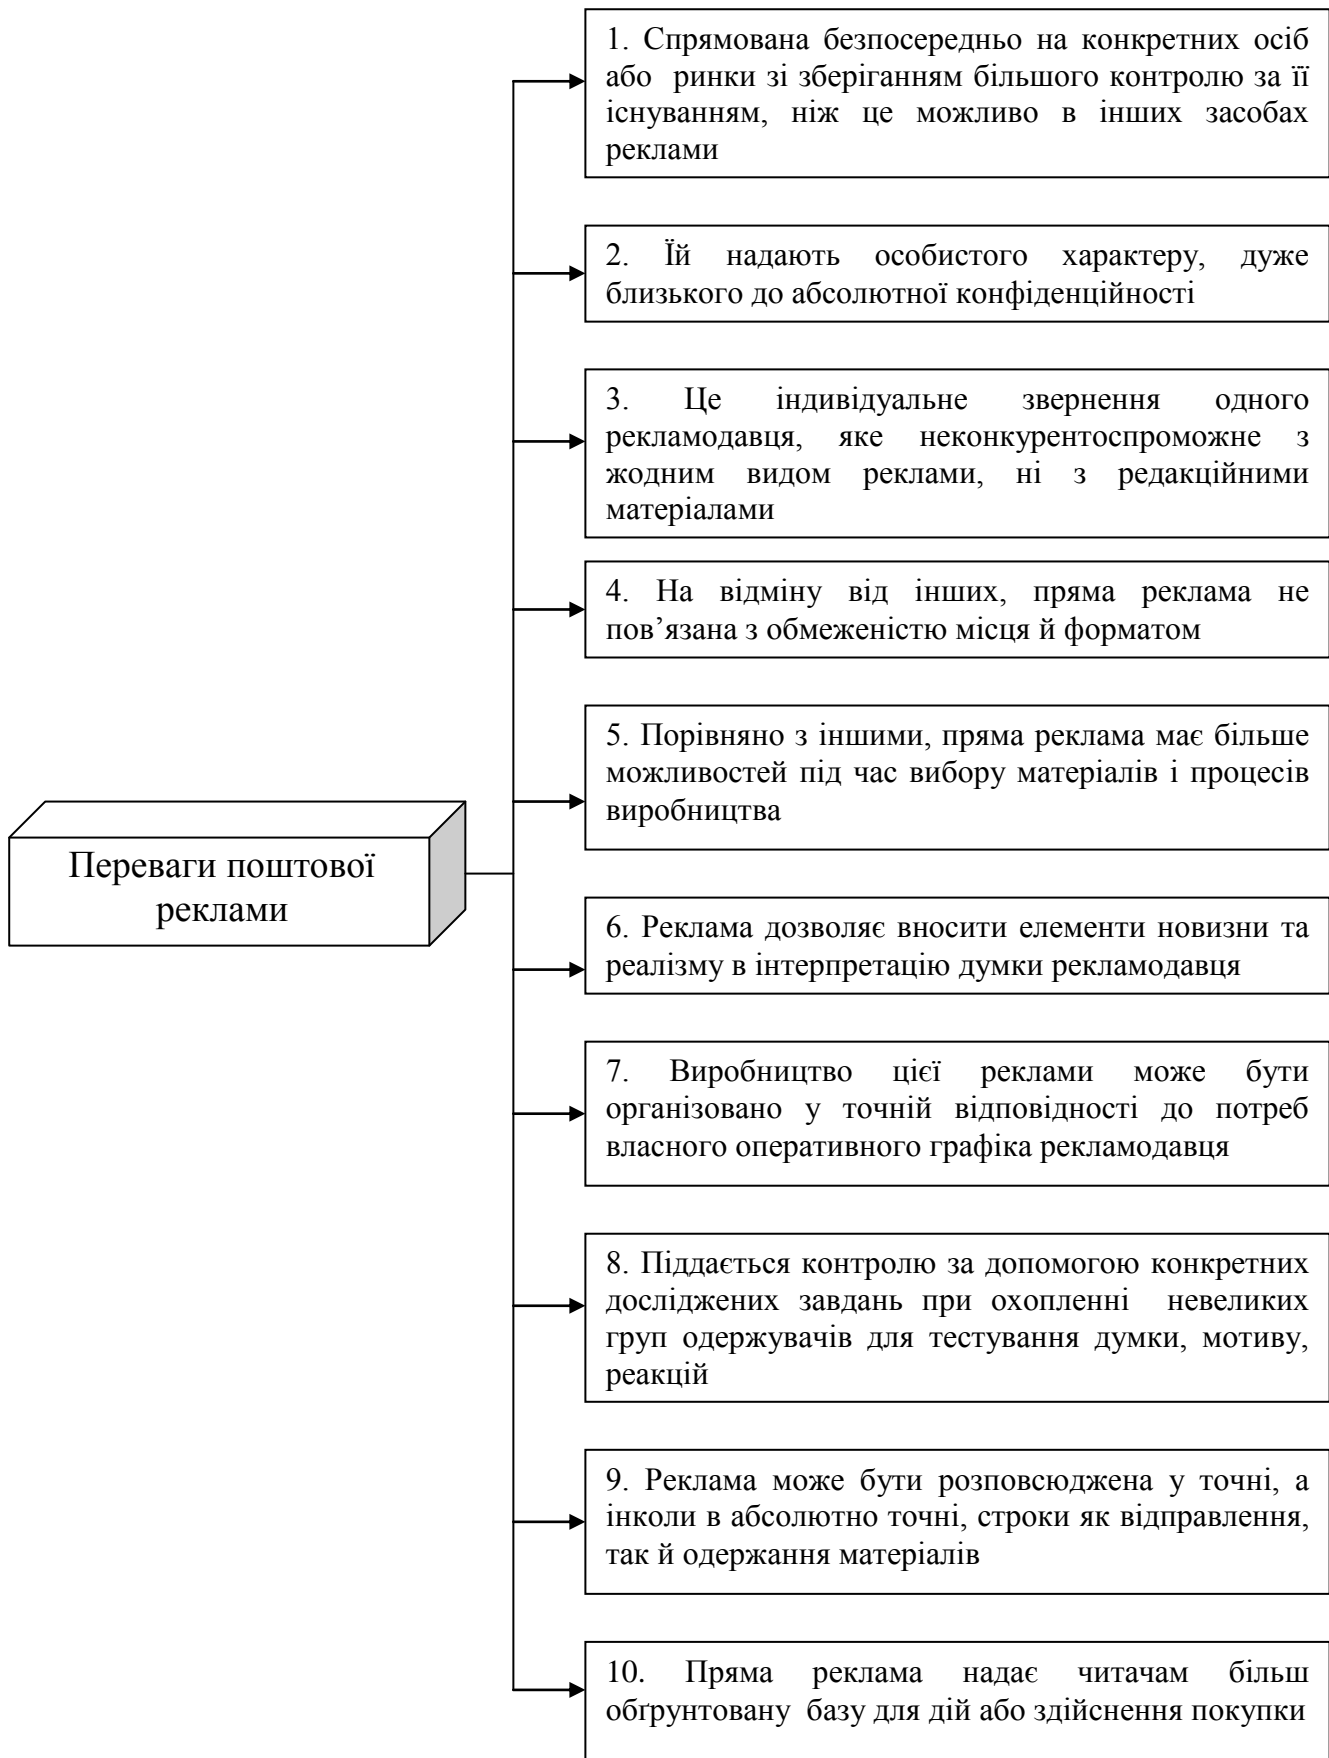 1. Спрямована безпосередньо на конкретних осіб
або ринки зі зберіганням більшого контролю за її
існуванням, ніж це можливо в інших засобах
реклами
2. Їй надають особистого характеру, дуже
близького до абсолютної конфіденційності
3. Це індивідуальне звернення одного
рекламодавця, яке неконкурентоспроможне з
жодним видом реклами, ні з редакційними
матеріалами
4. На відміну від інших, пряма реклама не
пов’язана з обмеженістю місця й форматом
5. Порівняно з іншими, пряма реклама має більше
можливостей під час вибору матеріалів і процесів
виробництва
Переваги поштової
реклами
6. Реклама дозволяє вносити елементи новизни та
реалізму в інтерпретацію думки рекламодавця
7. Виробництво цієї реклами може бути
організовано у точній відповідності до потреб
власного оперативного графіка рекламодавця
8. Піддається контролю за допомогою конкретних
досліджених завдань при охопленні невеликих
груп одержувачів для тестування думки, мотиву,
реакцій
9. Реклама може бути розповсюджена у точні, а
інколи в абсолютно точні, строки як відправлення,
так й одержання матеріалів
10. Пряма реклама надає читачам більш
обґрунтовану базу для дій або здійснення покупки